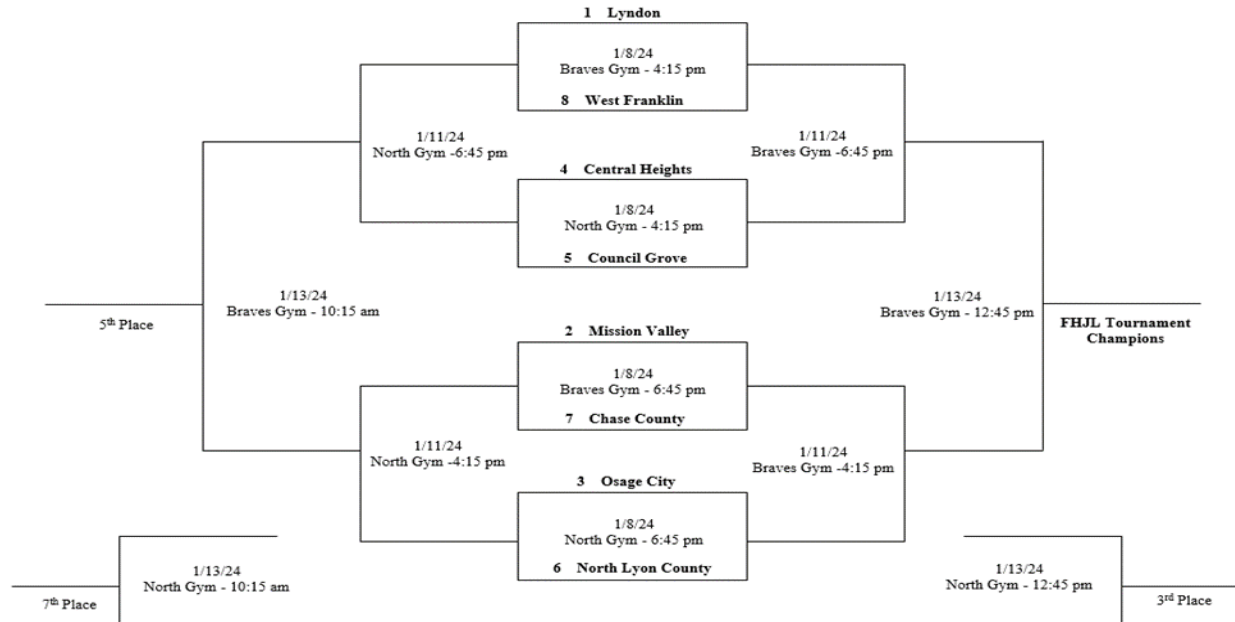 1 Lyndon
1/8/24
Braves Gym - 4:15 pm
8 West Franklin
1/11/24
North Gym -6:45 pm
1/11/24
Braves Gym -6:45 pm
4 Central Heights
1/8/24
North Gym - 4:15 pm
5 Council Grove
1/13/24
Braves Gym - 10:15 am
5th Place
1/13/24
Braves Gym - 12:45 pm
FHJL Tournament
Champions
2 Mission Valley
1/8/24
Braves Gym - 6:45 pm
7 Chase County
1/11/24
North Gym -4:15 pm
1/11/24
Braves Gym -4:15 pm
3 Osage City
1/8/24
North Gym - 6:45 pm
6 North Lyon County
1/13/24
North Gym - 10:15 am
7th Place
1/13/24
North Gym - 12:45 pm
3rd Place